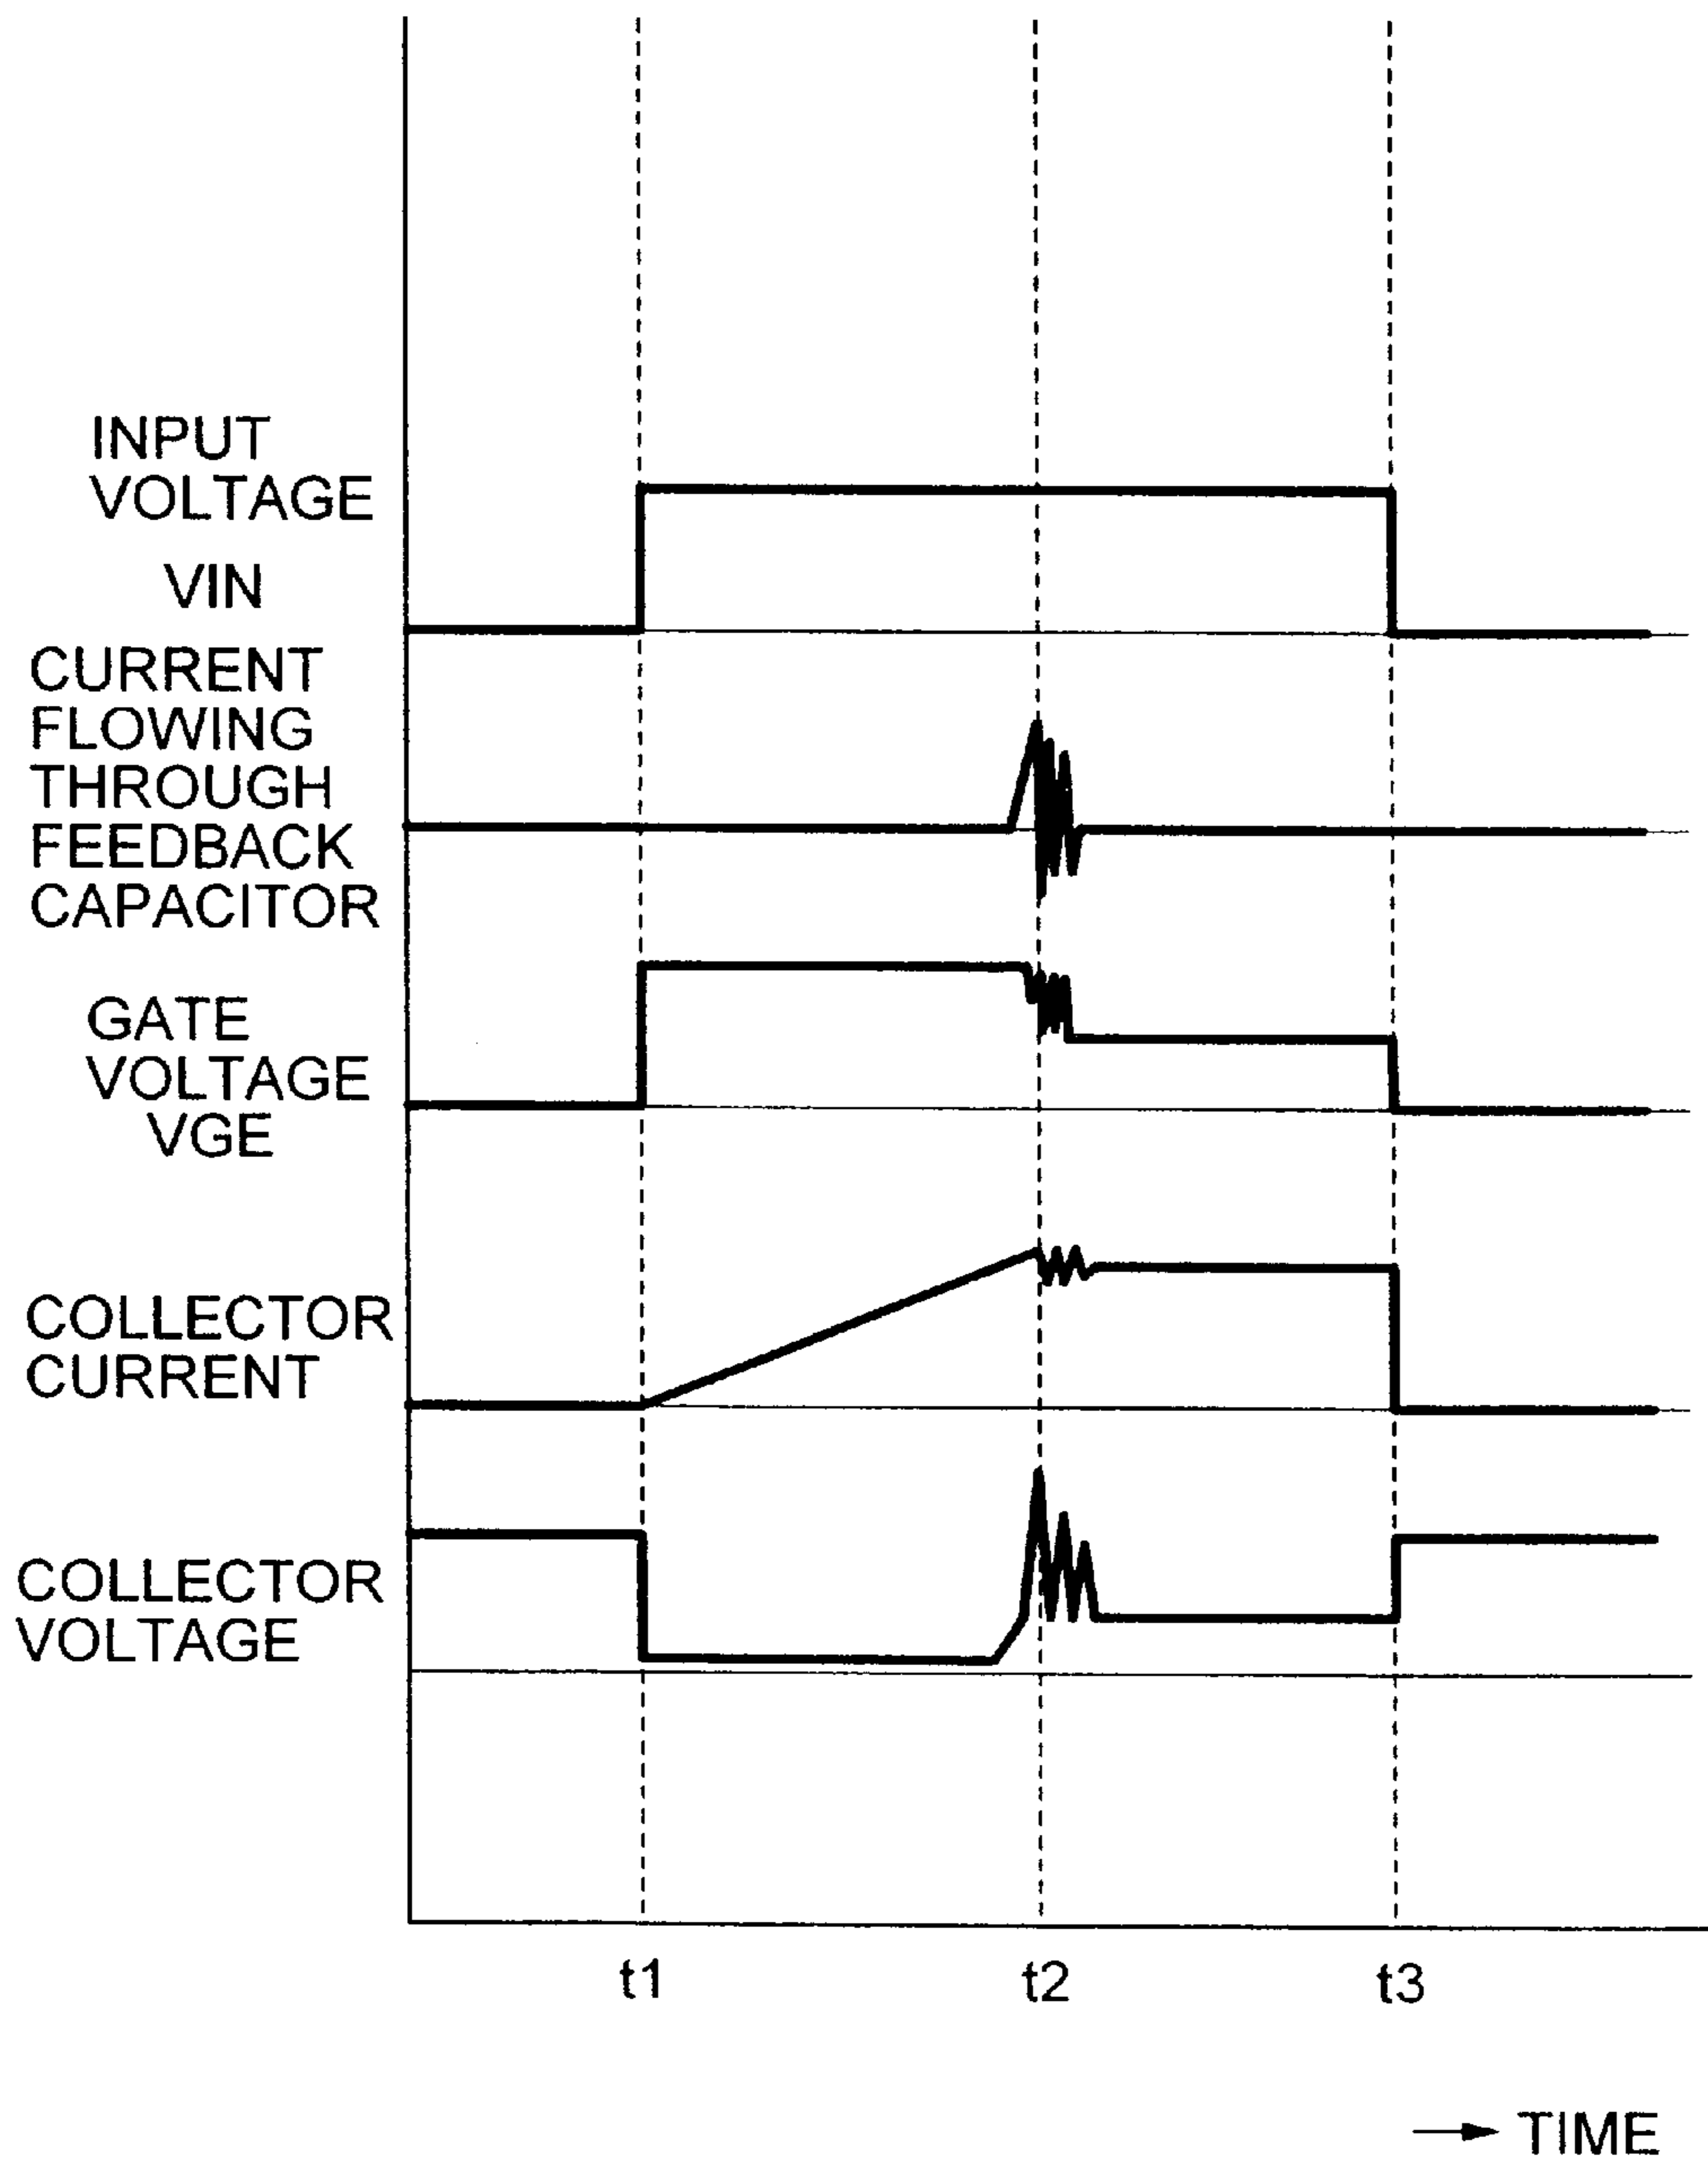 INPUT
VOLTAGE
VIN
CURRENT
FLOWING
THROUGH
FEEDBACK
CAPACITOR
GATE
VOLTAGE
VGE
COLLECTOR
CURRENT
COLLECTOR
VOLTAGE
t1 t2 t3
TIME